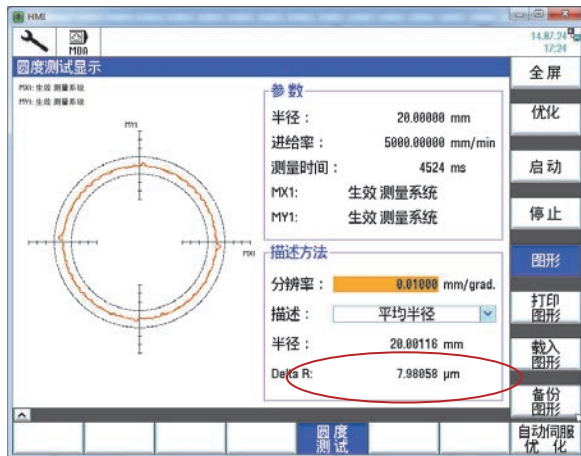 HMI
MDA
14.07.24
17:24
圆度测试显示
MX1: 生效 测量系统
MY1: 生效 测量系统
MY1
MX1
参数
半径: 20.00000 mm
进给率: 5000.00000 mm/min
测量时间: 4524 ms
MX1: 生效 测量系统
MY1: 生效 测量系统
描述方法
分辨率: 0.01000 mm/grad.
描述: 平均半径
半径: 20.00116 mm
Delta R: 7.98058 µm
全屏
优化
启动
停止
图形
打印
图形
载入
图形
备份
图形
圆度
测试
自动伺服
优化